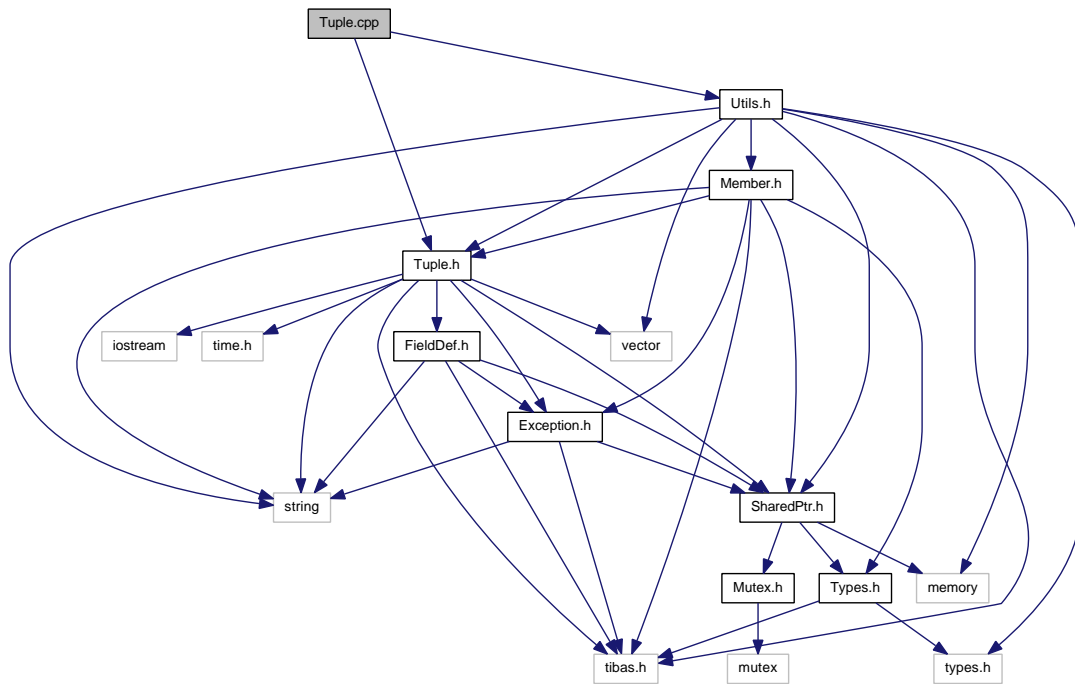 Tuple.cpp
Utils.h
Member.h
Tuple.h
iostream
time.h
FieldDef.h
vector
Exception.h
string
SharedPtr.h
Mutex.h
Types.h
memory
tibas.h
mutex
types.h